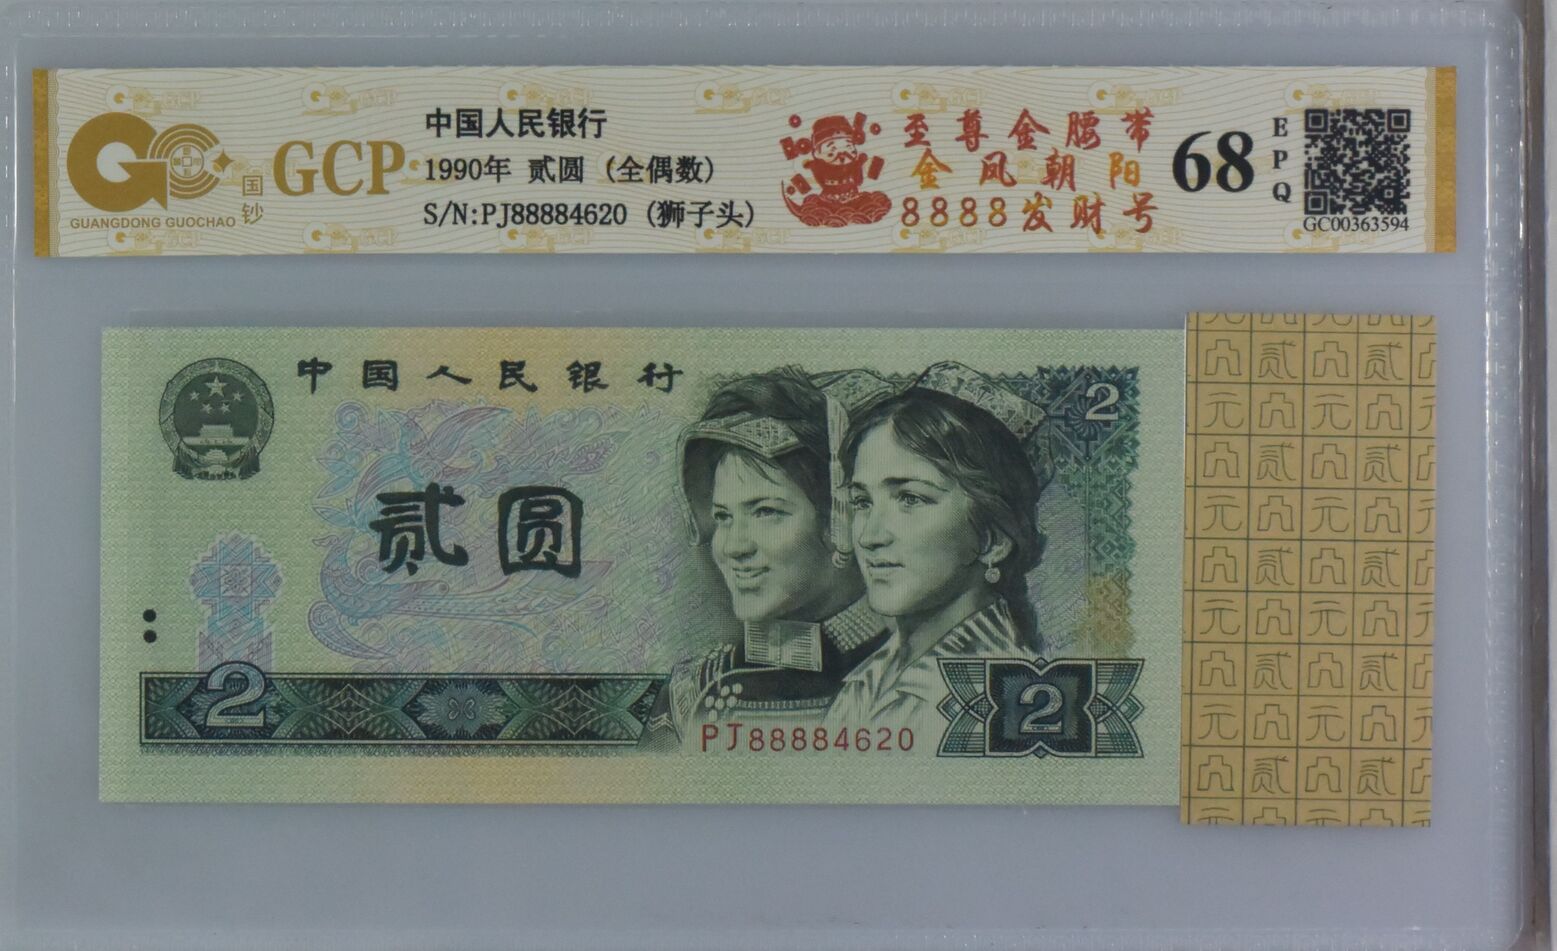 GUANGDONG GUOCHAO
国
钞
GCP
中国人民银行
1990年 贰圆 (全偶数)
S/N:PJ88884620 (狮子头)
至尊金腰带
金凤朝阳
8888发财号
68
E
P
Q
GC00363594
中国人民银行
2
贰圆
2
PJ88884620
2